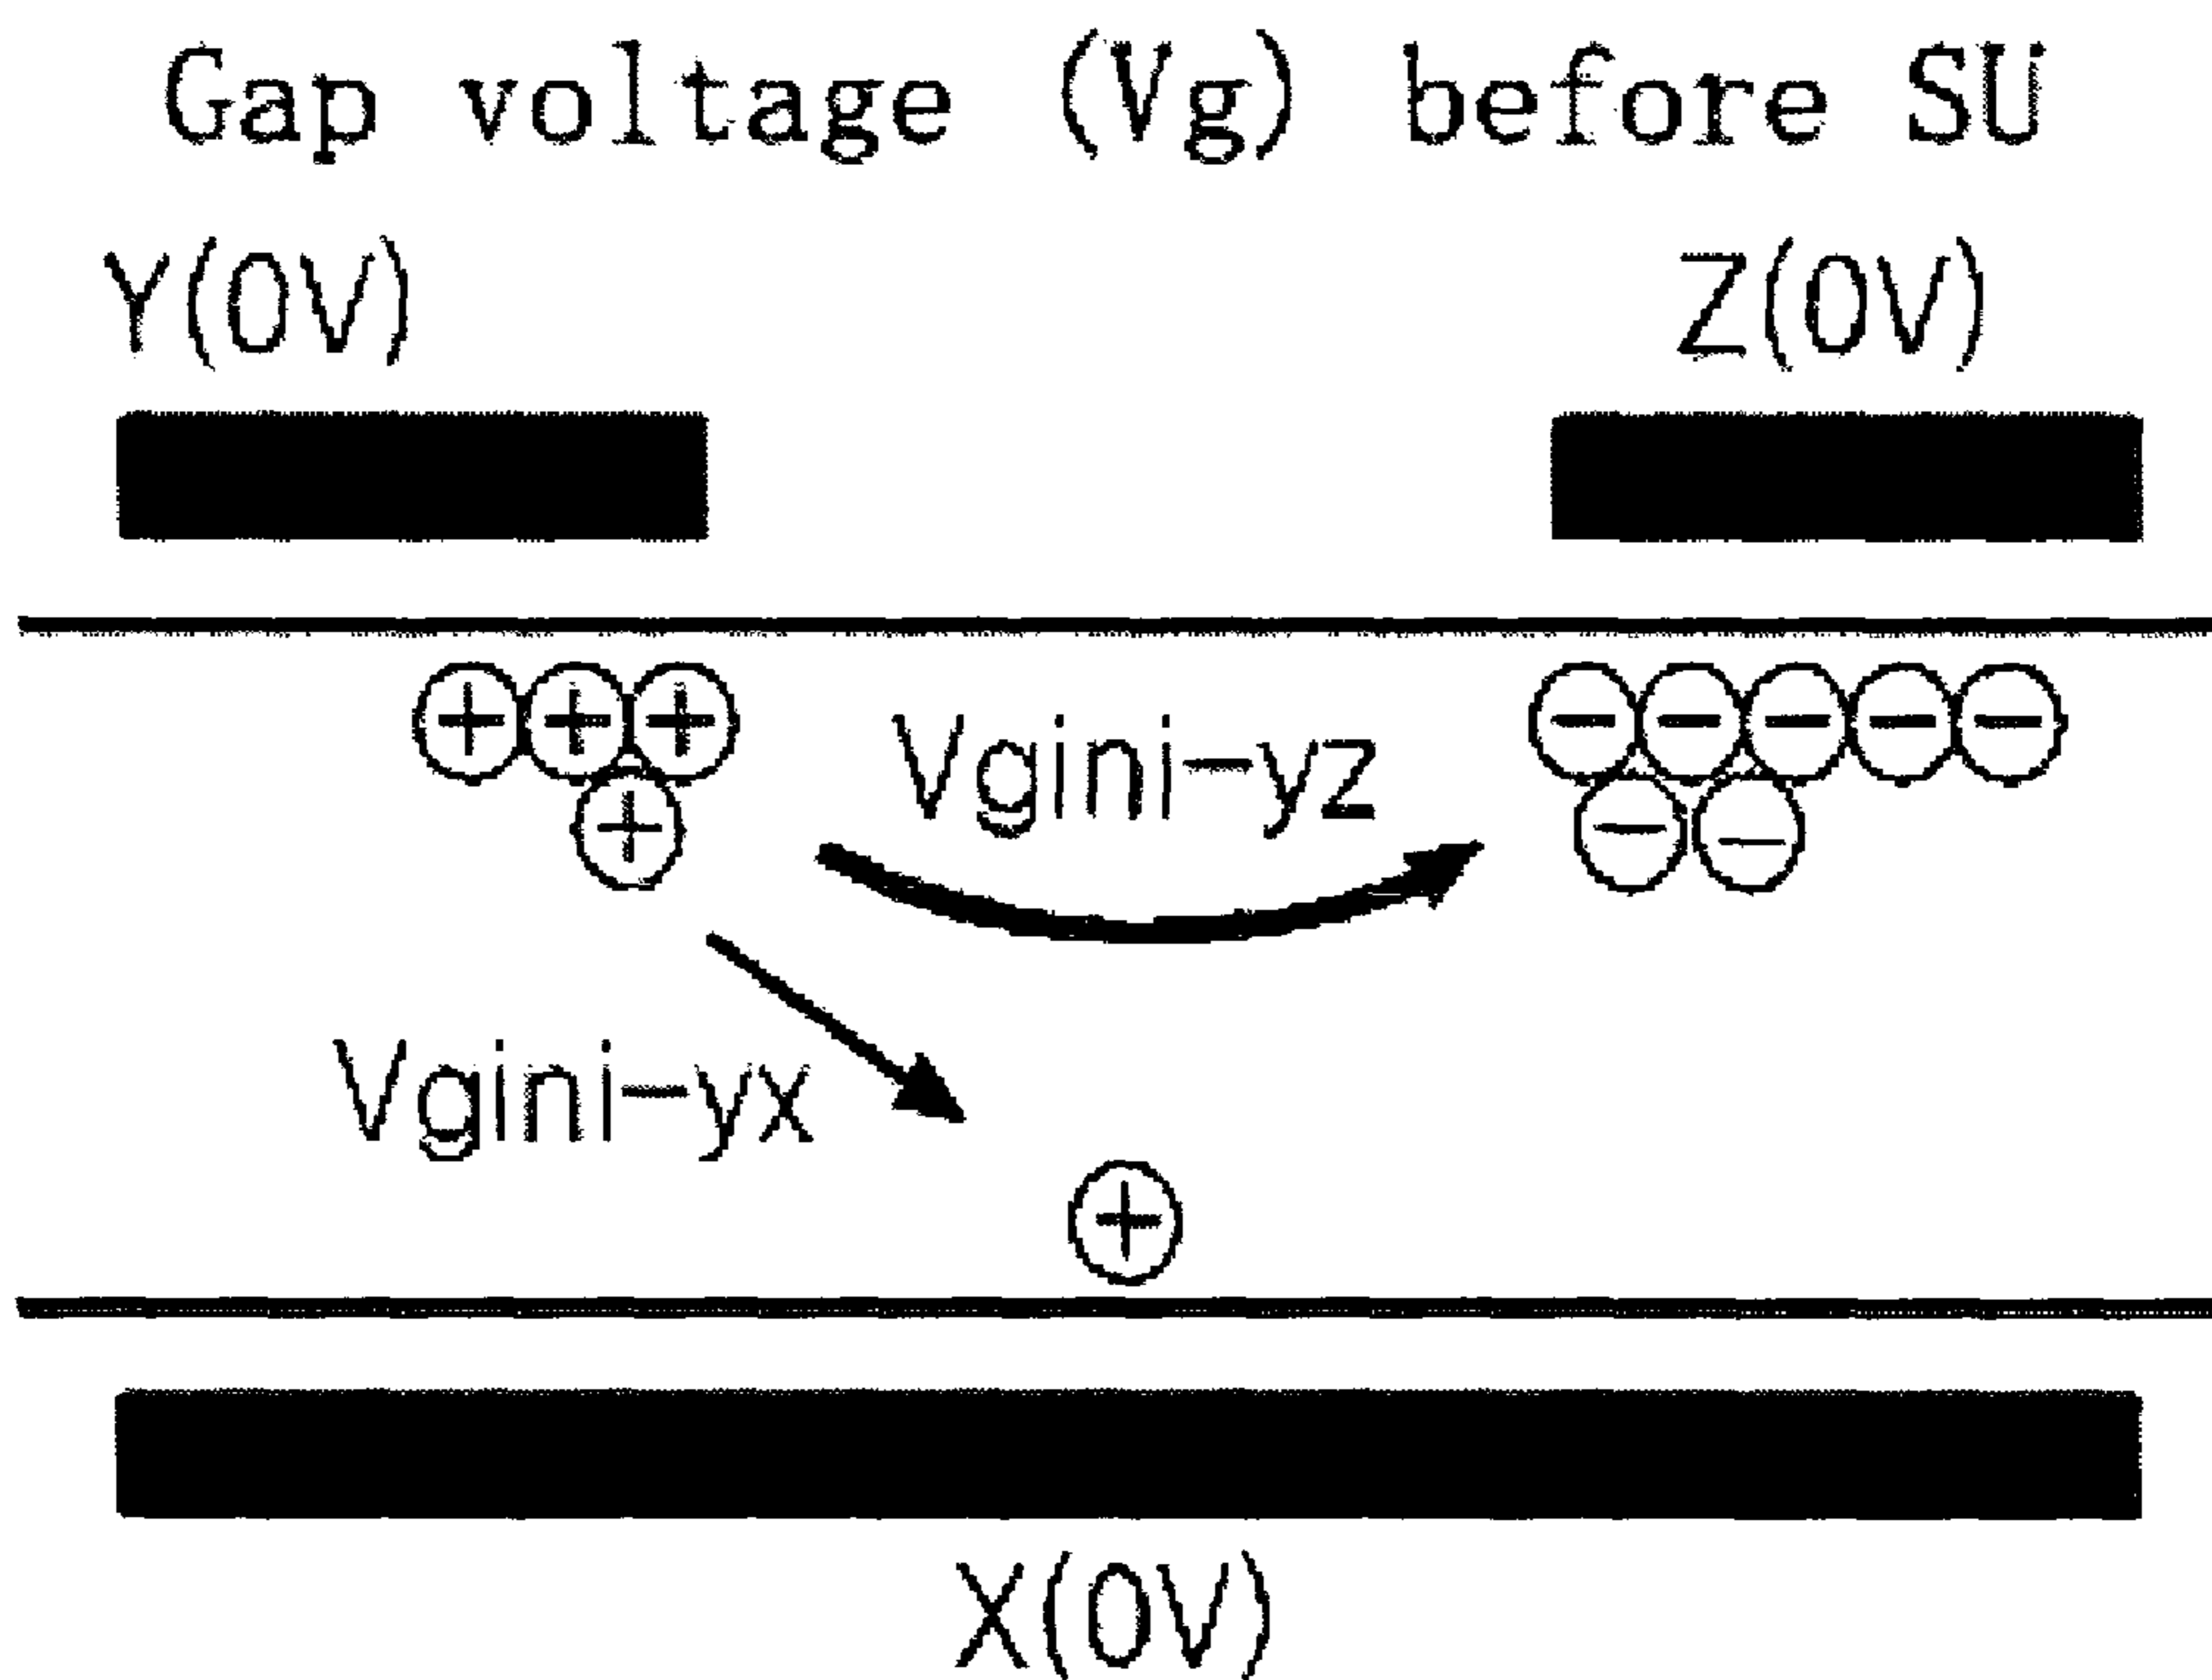 Gap voltage (Vg) before SU
Y(0V) Z(0V)
+ + + - - - - -
Vgini-yz
+ - -
Vgini-yx
+
X(0V)